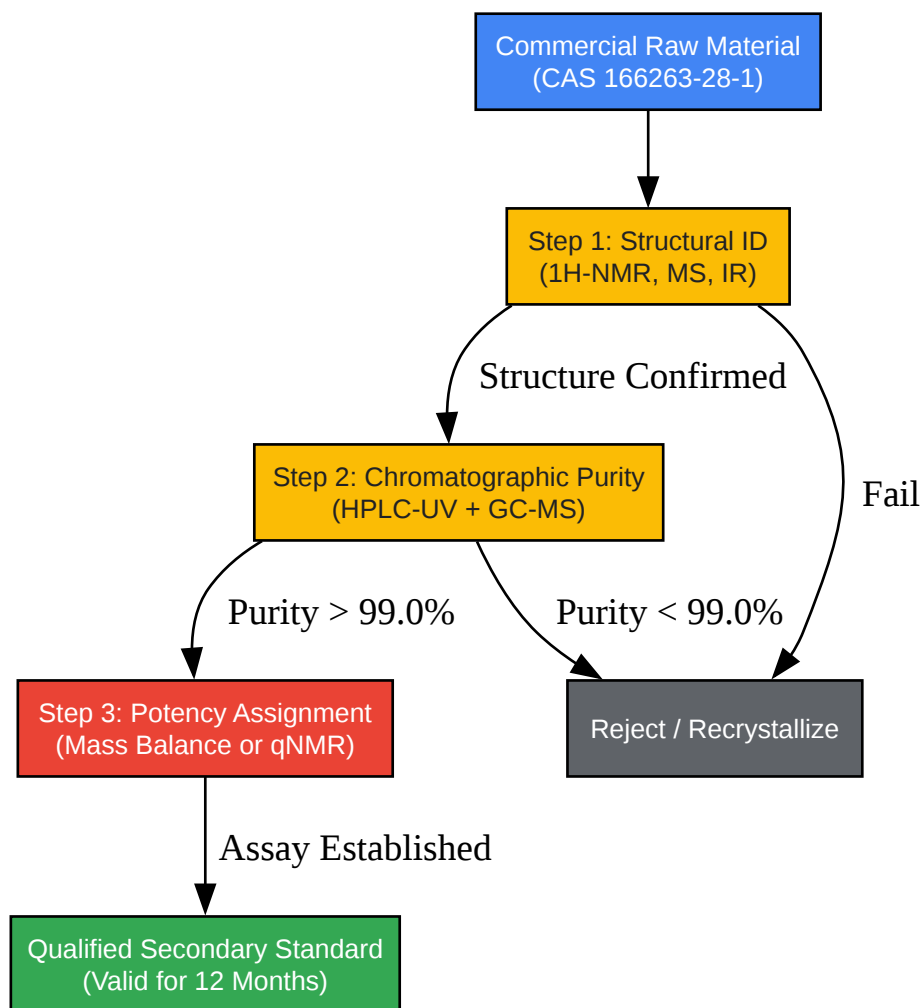 Commercial Raw Material
(CAS 166263-28-1)
Step 1: Structural ID
(1H-NMR, MS, IR)
Structure Confirmed
Step 2: Chromatographic Purity
(HPLC-UV + GC-MS)
Fail
Purity > 99.0%
Purity < 99.0%
Step 3: Potency Assignment
(Mass Balance or qNMR)
Reject / Recrystallize
Assay Established
Qualified Secondary Standard
(Valid for 12 Months)